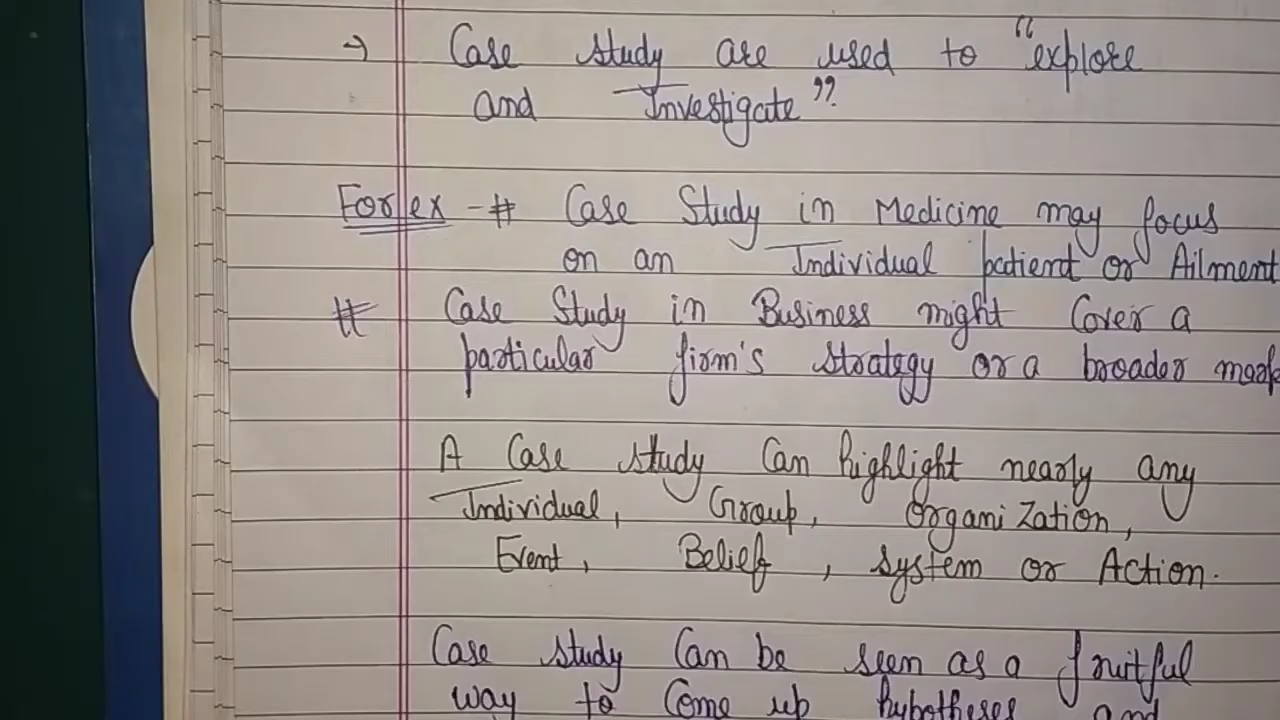 → Case study are used to "explore
and Investigate".
For ex - # Case Study in Medicine may focus
on an Individual patient or Ailment
# Case Study in Business might Cover a
particular firm's strategy or a broader
A Case study Can highlight nearly any
Individual, Group, Organization,
Event, Belief, system or Action.
Case study Can be seen as a fruitful
way to Come up hypotheses and